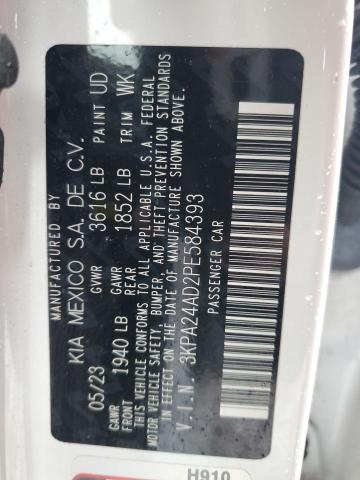 MANUFACTURED BY
KIA MEXICO S.A. DE C.V.
05/23 GVWR 3616 LB PAINT UD
GAWR 1940 LB GAWR REAR 1852 LB TRIM WK
THIS VEHICLE CONFORMS TO ALL APPLICABLE U.S.A. FEDERAL
MOTOR VEHICLE SAFETY, BUMPER, AND THEFT PREVENTION STANDARDS
IN EFFECT ON THE DATE OF MANUFACTURE SHOWN ABOVE.
V.I.N. 3KPA24AD2PE584393
PASSENGER CAR
H910